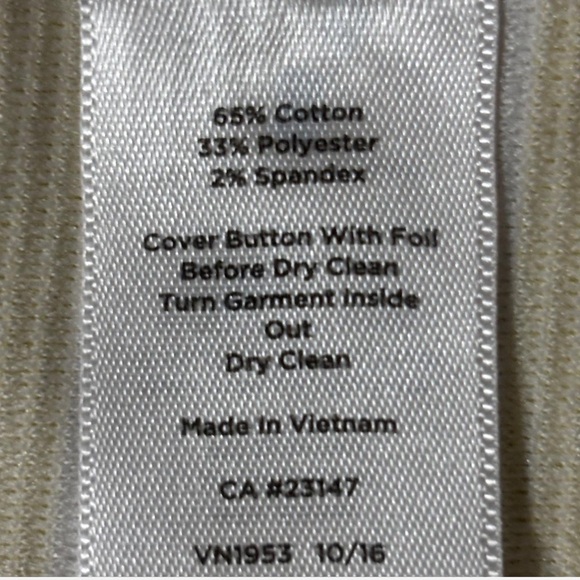 65% Cotton
33% Polyester
2% Spandex
Cover Button With Foil
Before Dry Clean
Turn Garment Inside
Out
Dry Clean
Made In Vietnam
CA #23147
VN1953 10/16